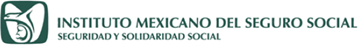 INSTITUTO MEXICANO DEL SEGURO SOCIAL
SEGURIDAD Y SOLIDARIDAD SOCIAL